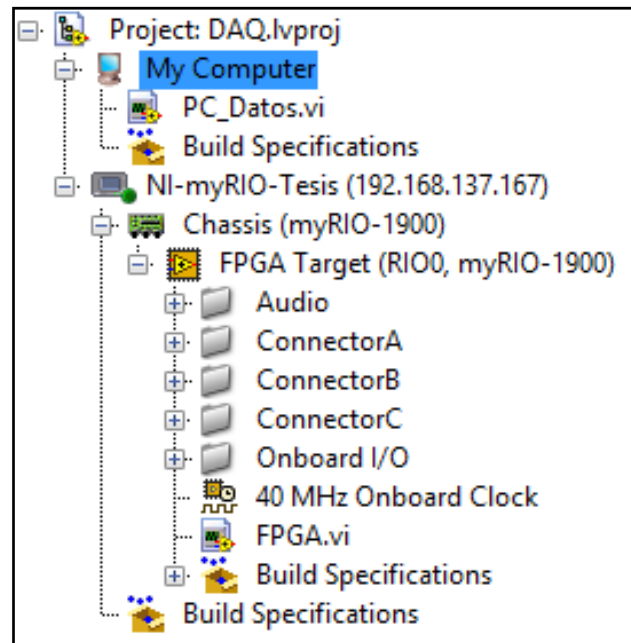 Project: DAQ.lvproj
My Computer
PC_Datos.vi
Build Specifications
NI-myRIO-Tesis (192.168.137.167)
Chassis (myRIO-1900)
FPGA Target (RIO0, myRIO-1900)
Audio
ConnectorA
ConnectorB
ConnectorC
Onboard I/O
40 MHz Onboard Clock
FPGA.vi
Build Specifications
Build Specifications